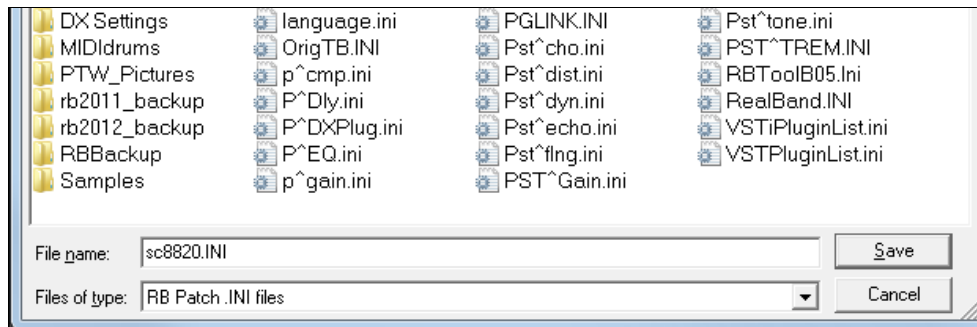 DX Settings
MIDIdrums
PTW_Pictures
rb2011_backup
rb2012_backup
RBBackup
Samples
language.ini
OrigTB.INI
p^cmp.ini
P^Dly.ini
P^DXPlug.ini
P^EQ.ini
p^gain.ini
PGLINK.INI
Pst^cho.ini
Pst^dist.ini
Pst^dyn.ini
Pst^echo.ini
Pst^flng.ini
PST^Gain.ini
Pst^tone.ini
PST^TREM.INI
RBToolB05.Ini
RealBand.INI
VSTiPluginList.ini
VSTPluginList.ini
File name: sc8820.INI Save
Files of type: RB Patch .INI files Cancel